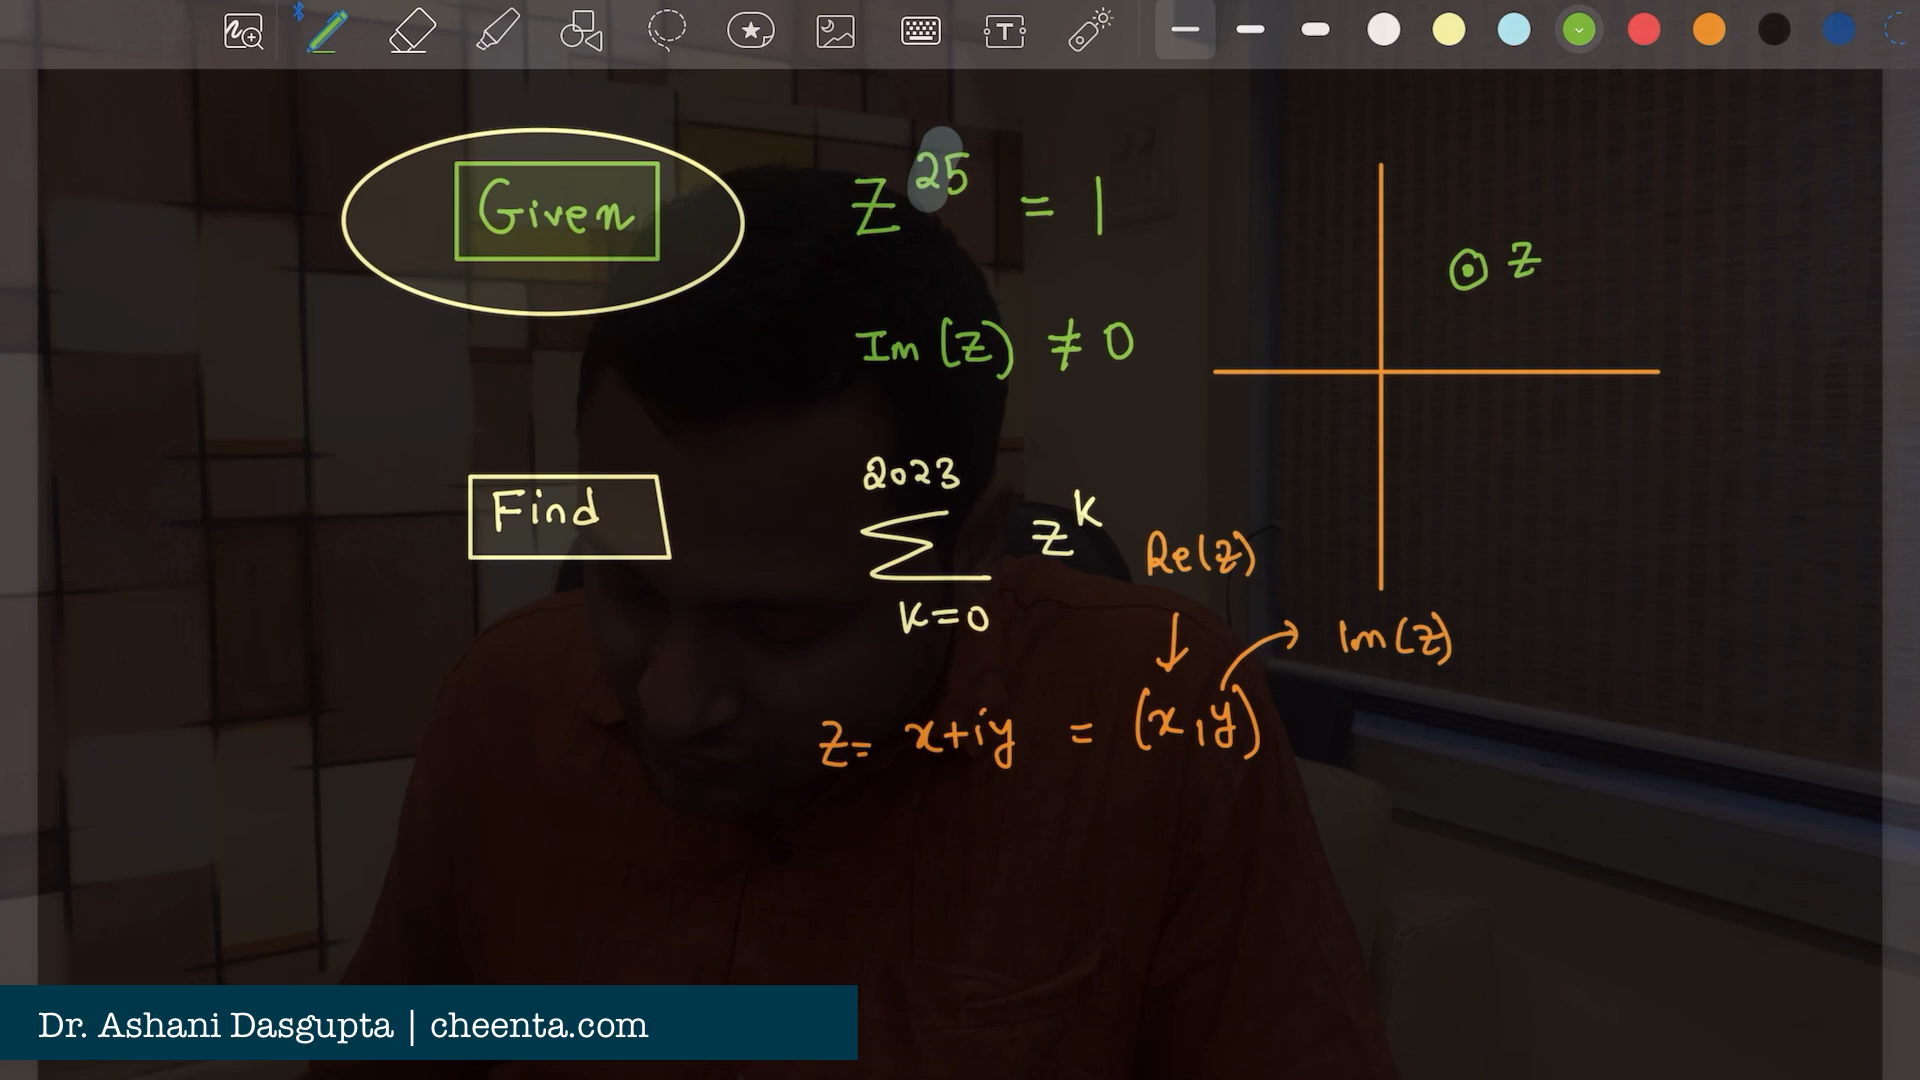 Given
Z^25 = 1
Im (Z) ≠ 0
Z
Find
2023
∑ z^k
K=0
Re(z)
Im(z)
z= x+iy = (x,y)
T
Dr. Ashani Dasgupta | cheenta.com